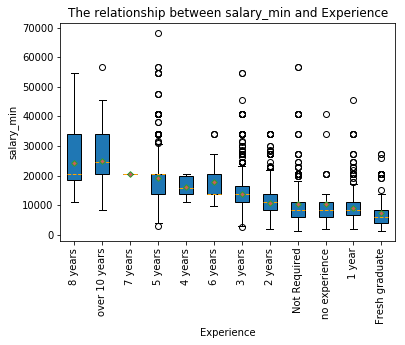 The relationship between salary_min and Experience
70000
60000
50000
40000
30000
20000
10000
0
salary_min
8 years
over 10 years
7 years
5 years
4 years
6 years
3 years
2 years
Not Required
no experience
1 year
Fresh graduate
Experience